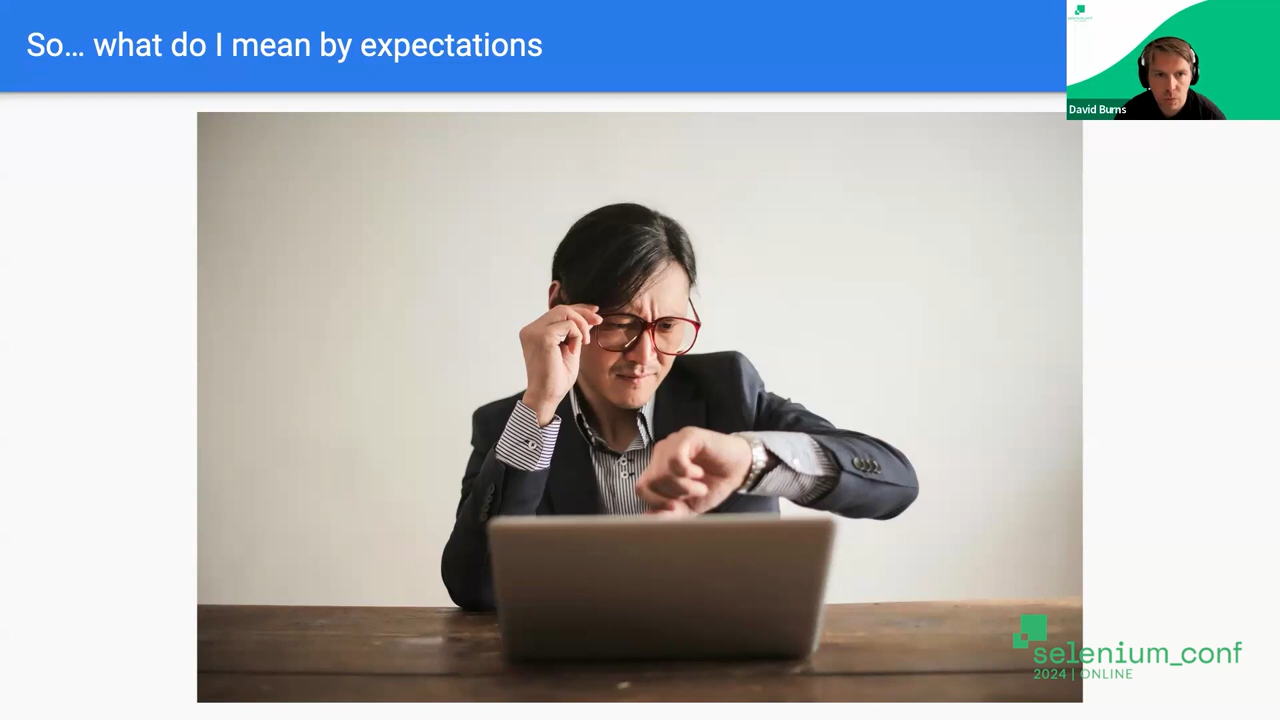 So... what do I mean by expectations
David Burns
selenium_conf
2024 | ONLINE